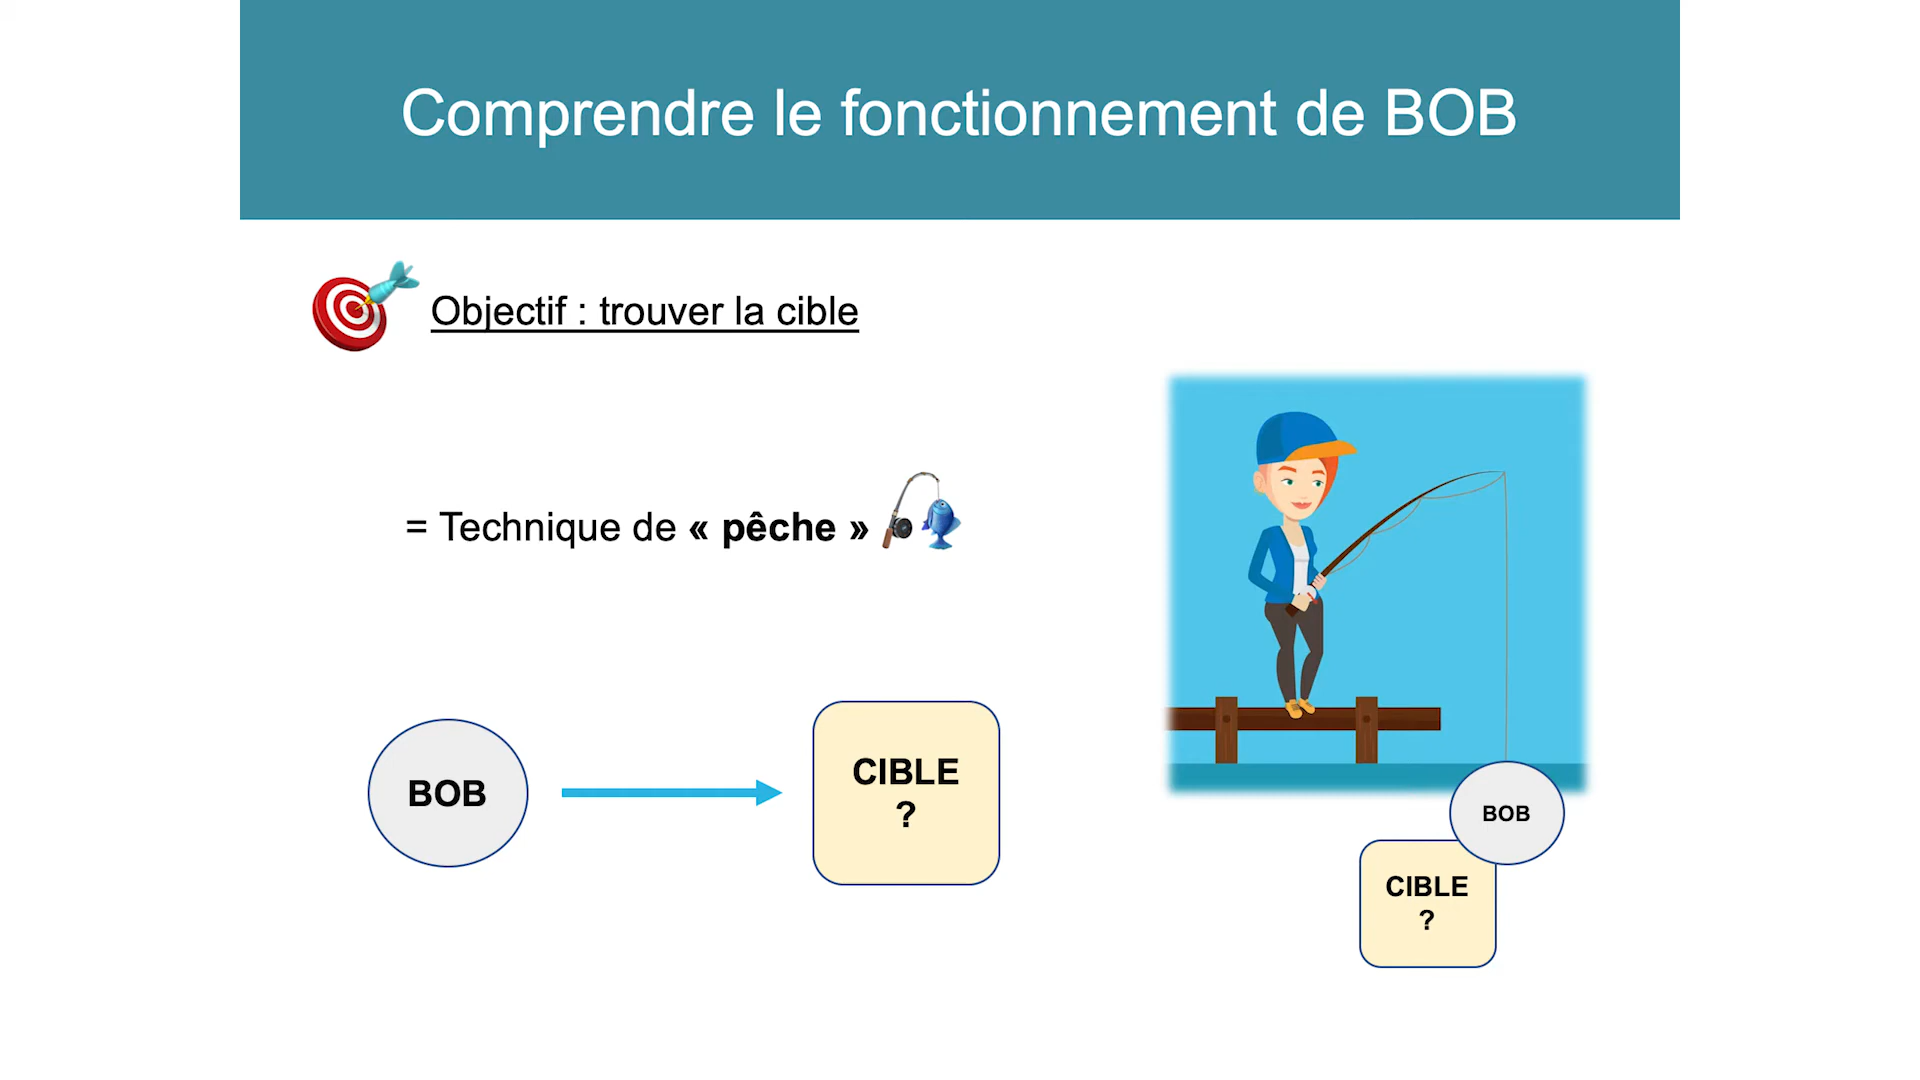 Comprendre le fonctionnement de BOB
Objectif : trouver la cible
= Technique de « pêche »
BOB
CIBLE
?
BOB
CIBLE
?